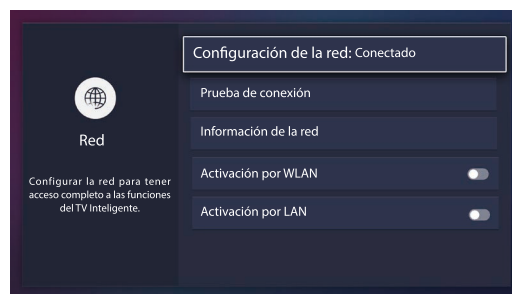 Configuración de la red: Conectado
Prueba de conexión
Información de la red
Activación por WLAN
Activación por LAN
Red
Configurar la red para tener
acceso completo a las funciones
del TV Inteligente.